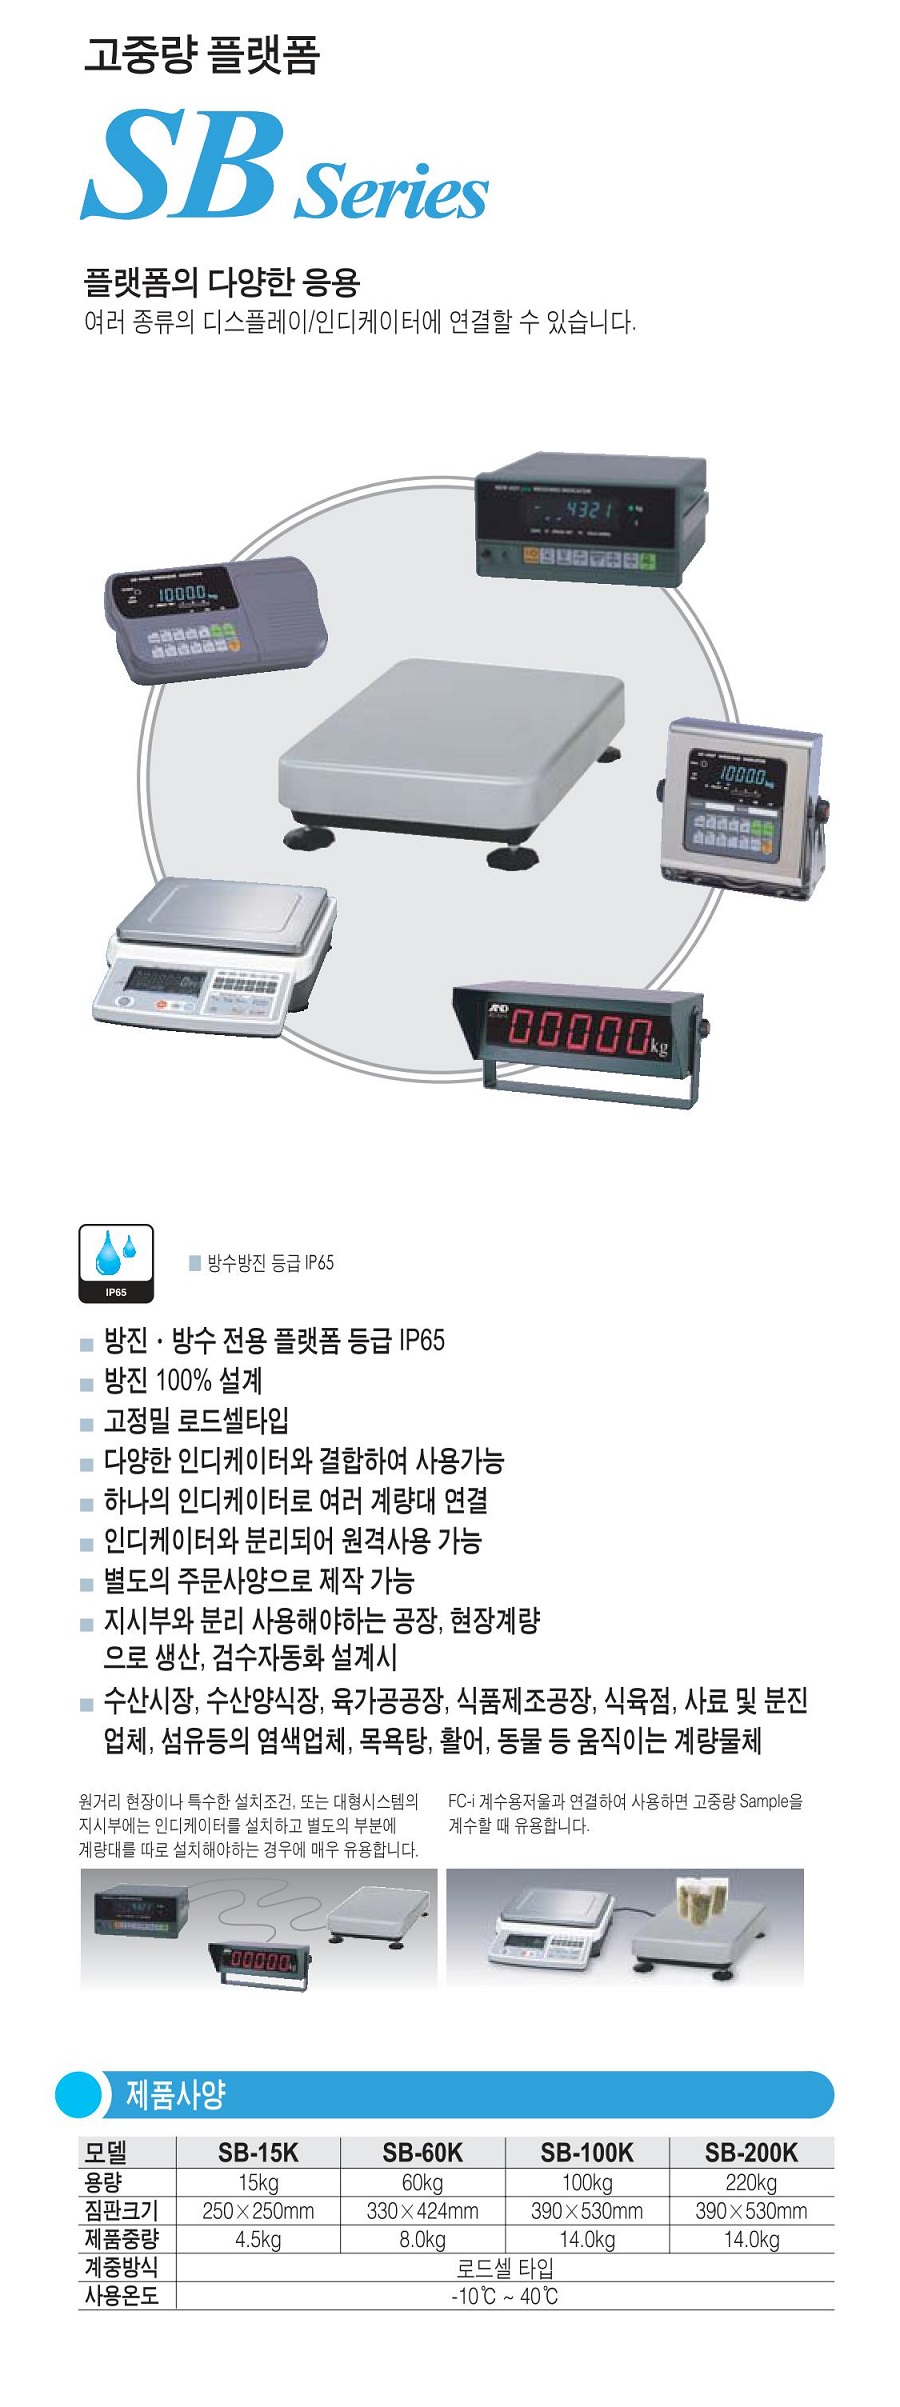 고중량 플랫폼
SB Series
플랫폼의 다양한 응용
여러 종류의 디스플레이/인디케이터에 연결할 수 있습니다.
4321
1000.0 kg
1000.0 kg
AND
00000 kg
IP65
방수방진 등급 IP65
방진 · 방수 전용 플랫폼 등급 IP65
방진 100% 설계
고정밀 로드셀타입
다양한 인디케이터와 결합하여 사용가능
하나의 인디케이터로 여러 계량대 연결
인디케이터와 분리되어 원격사용 가능
별도의 주문사양으로 제작 가능
지시부와 분리 사용해야하는 공장, 현장계량
으로 생산, 검수자동화 설계시
수산시장, 수산양식장, 육가공공장, 식품제조공장, 식육점, 사료 및 분진
업체, 섬유등의 염색업체, 목욕탕, 활어, 동물 등 움직이는 계량물체
원거리 현장이나 특수한 설치조건, 또는 대형시스템의
지시부에는 인디케이터를 설치하고 별도의 부분에
계량대를 따로 설치해야하는 경우에 매우 유용합니다.
FC-i 계수용저울과 연결하여 사용하면 고중량 Sample을
계수할 때 유용합니다.
00000
제품사양
모델 SB-15K SB-60K SB-100K SB-200K
용량 15kg 60kg 100kg 220kg
짐판크기 250×250mm 330×424mm 390×530mm 390×530mm
제품중량 4.5kg 8.0kg 14.0kg 14.0kg
계중방식 로드셀 타입
사용온도 -10℃ ~ 40℃